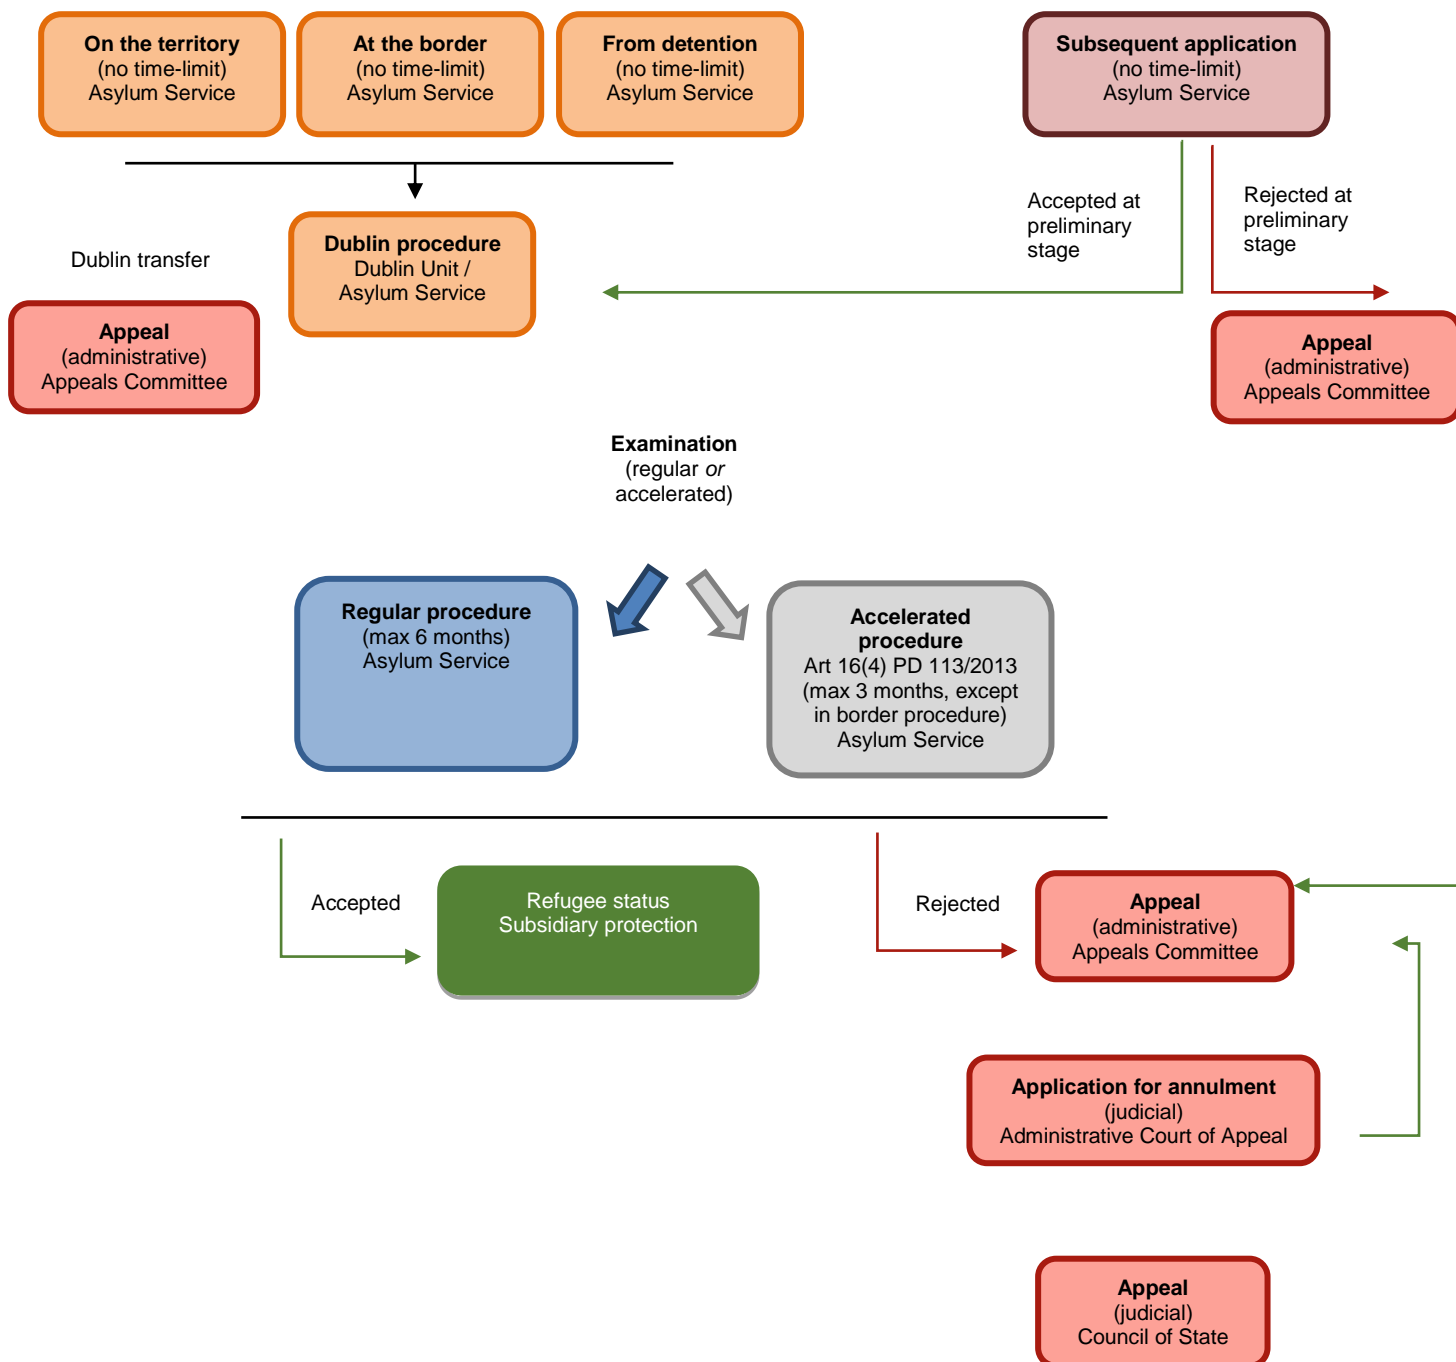 On the territory
(no time-limit)
Asylum Service
At the border
(no time-limit)
Asylum Service
From detention
(no time-limit)
Asylum Service
Subsequent application
(no time-limit)
Asylum Service
Accepted at
preliminary
stage
Rejected at
preliminary
stage
Dublin procedure
Dublin Unit /
Asylum Service
Dublin transfer
Appeal
(administrative)
Appeals Committee
Appeal
(administrative)
Appeals Committee
Examination
(regular or
accelerated)
Regular procedure
(max 6 months)
Asylum Service
Accelerated
procedure
Art 16(4) PD 113/2013
(max 3 months, except
in border procedure)
Asylum Service
Accepted
Refugee status
Subsidiary protection
Rejected
Appeal
(administrative)
Appeals Committee
Application for annulment
(judicial)
Administrative Court of Appeal
Appeal
(judicial)
Council of State